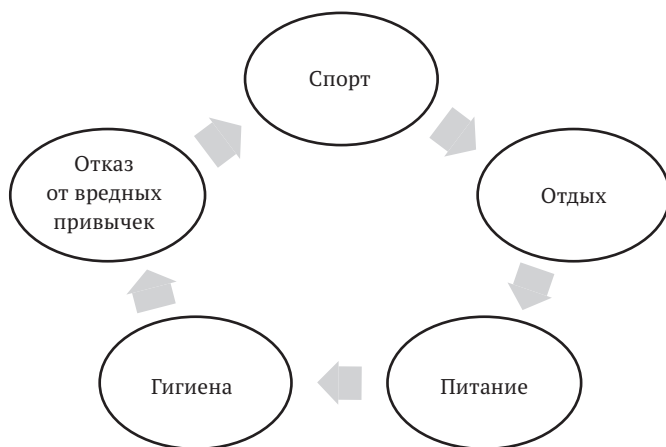 Спорт
Отказ
от вредных
привычек
Отдых
Гигиена
Питание